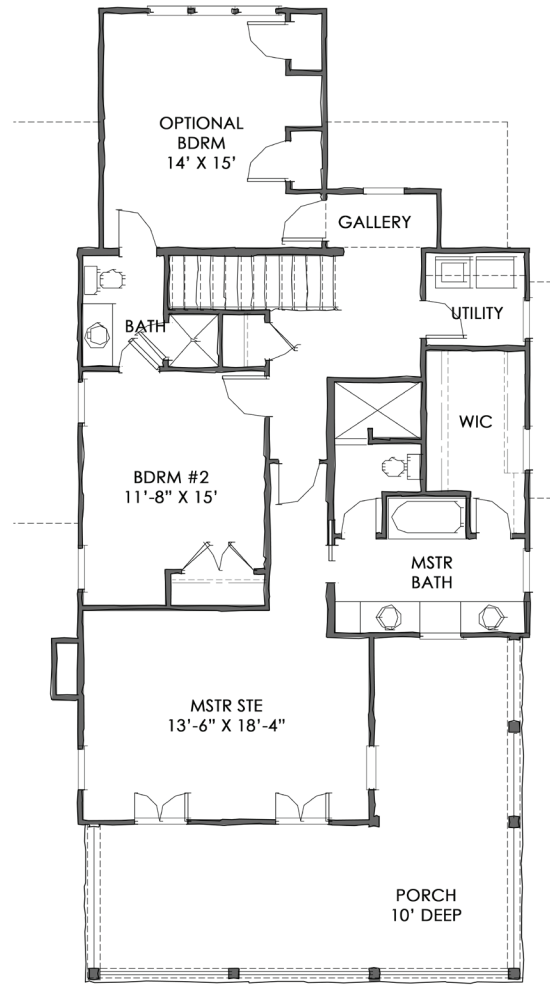 OPTIONAL
BDRM
14' X 15'
GALLERY
UTILITY
BATH
WIC
BDRM #2
11'-8" X 15'
MSTR
BATH
MSTR STE
13'-6" X 18'-4"
PORCH
10' DEEP